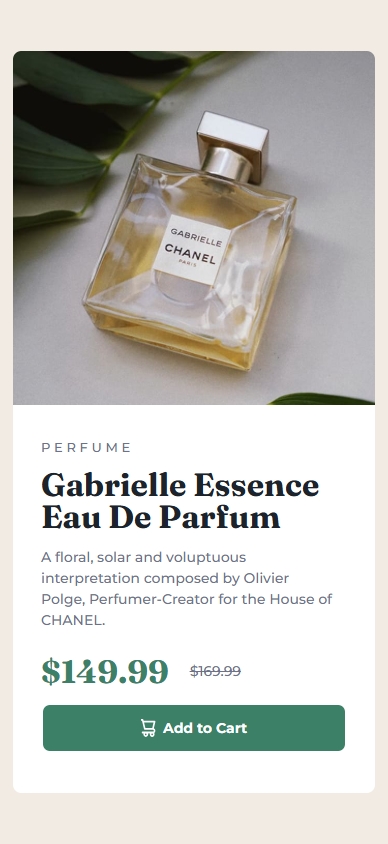 GABRIELLE
CHANEL
PARIS
PERFUME
Gabrielle Essence
Eau De Parfum
A floral, solar and voluptuous
interpretation composed by Olivier
Polge, Perfumer-Creator for the House of
CHANEL.
$149.99 $169.99
Add to Cart